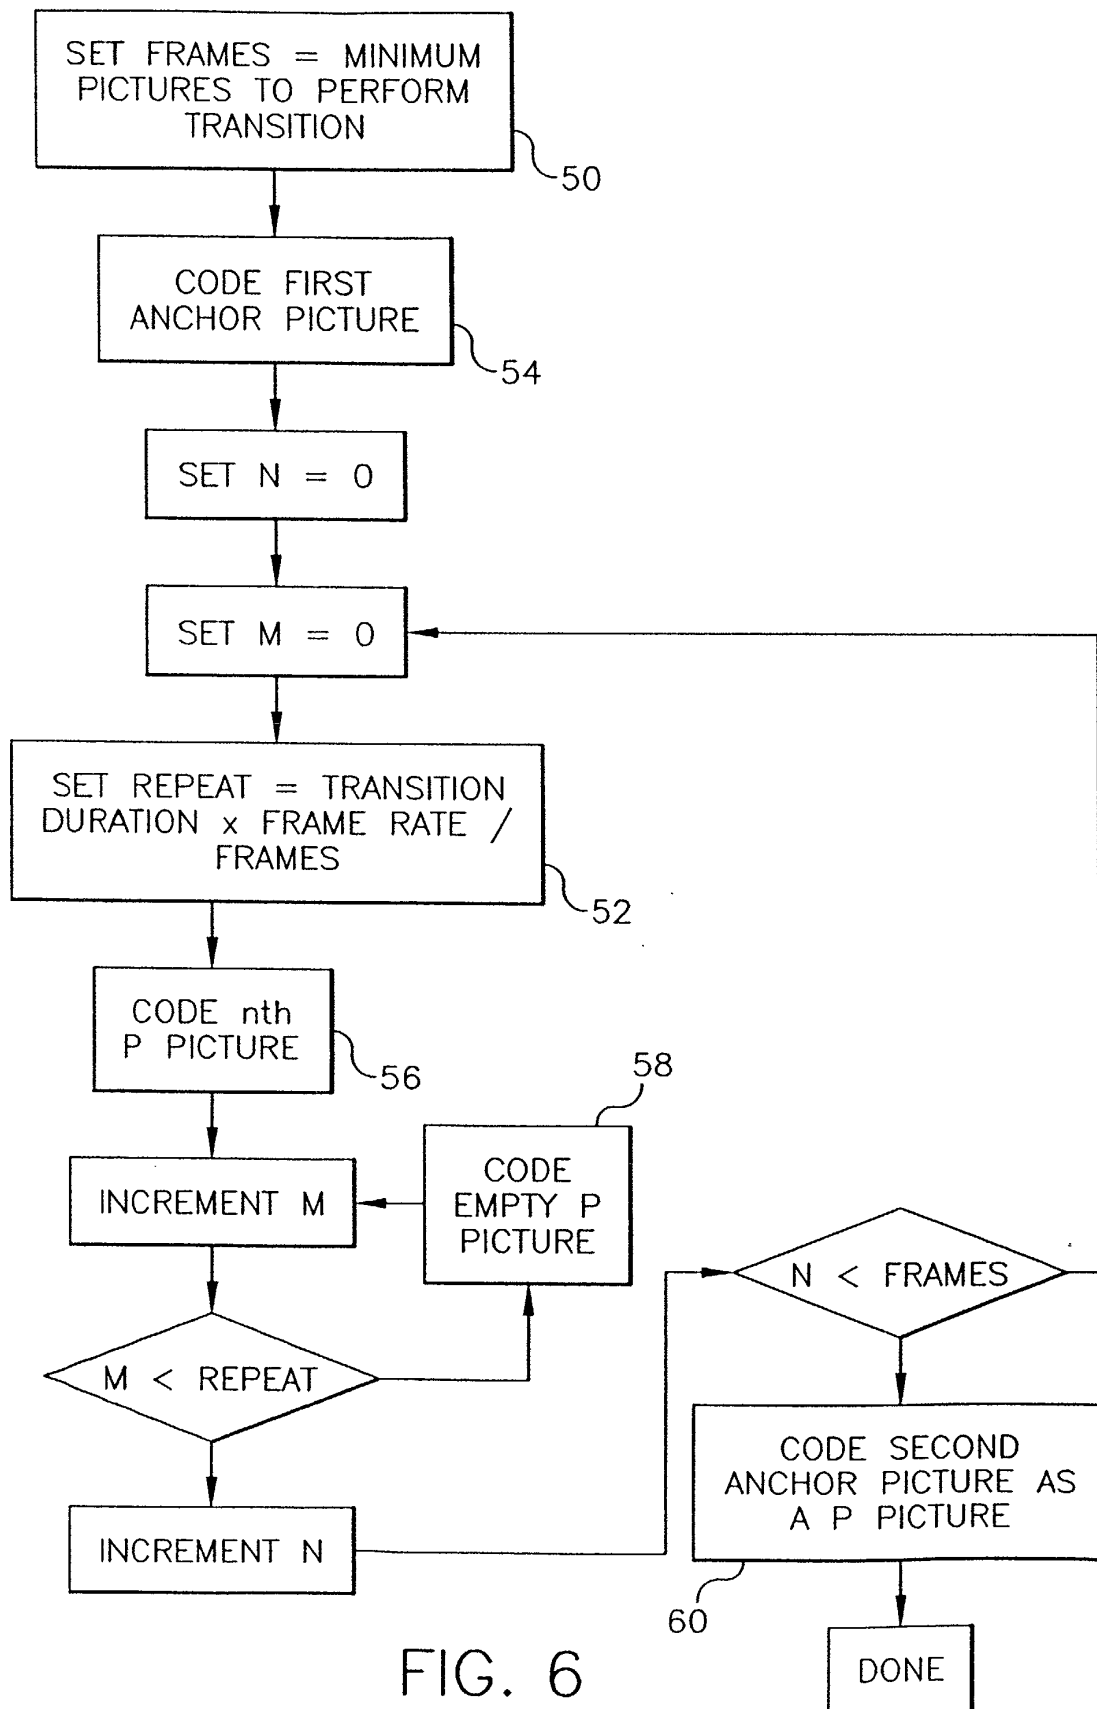 SET FRAMES = MINIMUM
PICTURES TO PERFORM
TRANSITION
50
CODE FIRST
ANCHOR PICTURE
54
SET N = 0
SET M = 0
SET REPEAT = TRANSITION
DURATION x FRAME RATE /
FRAMES
52
CODE nth
P PICTURE
56
58
CODE
EMPTY P
PICTURE
INCREMENT M
M < REPEAT
INCREMENT N
N < FRAMES
CODE SECOND
ANCHOR PICTURE AS
A P PICTURE
60
DONE
FIG. 6